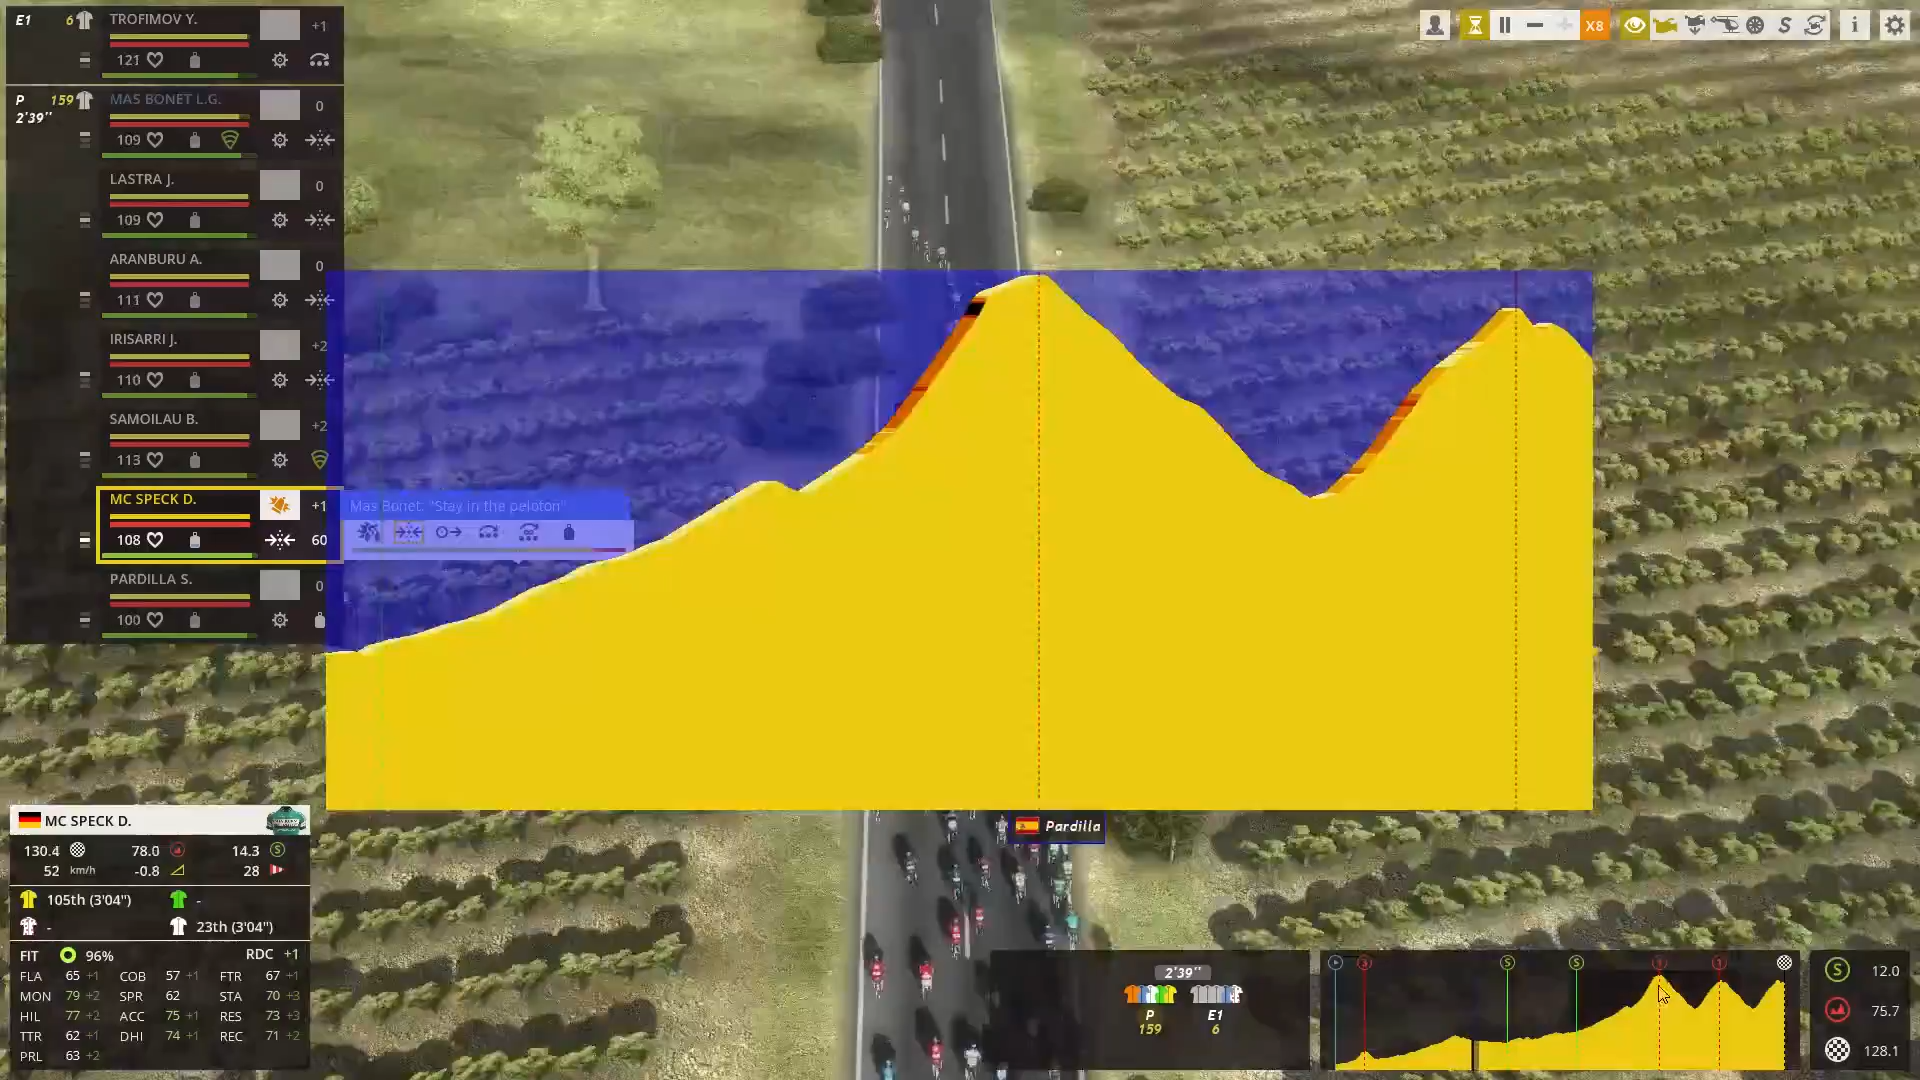 E1 6 TROFIMOV Y. +1
121
P 159 MAS BONET L.G. 0
2'39''
109
LASTRA J. 0
109
ARANBURU A. 0
111
IRISARRI J. +2
110
SAMOILAU B. +2
113
MC SPECK D. +1
108 60
PARDILLA S. 0
100
Mas Bonet: "Stay in the peloton"
X8
S
i
Pardilla
MC SPECK D.
130.4 78.0 14.3 S
52 km/h -0.8 28
105th (3'04'') -
- 23th (3'04'')
FIT 96% RDC +1
FLA 65 +1 COB 57 +1 FTR 67 +1
MON 79 +2 SPR 62 STA 70 +3
HIL 77 +2 ACC 75 +1 RES 73 +3
TTR 62 +1 DHI 74 +1 REC 71 +2
PRL 63 +2
2'39''
P E1
159 6
3 S S 1 1
S 12.0
75.7
128.1